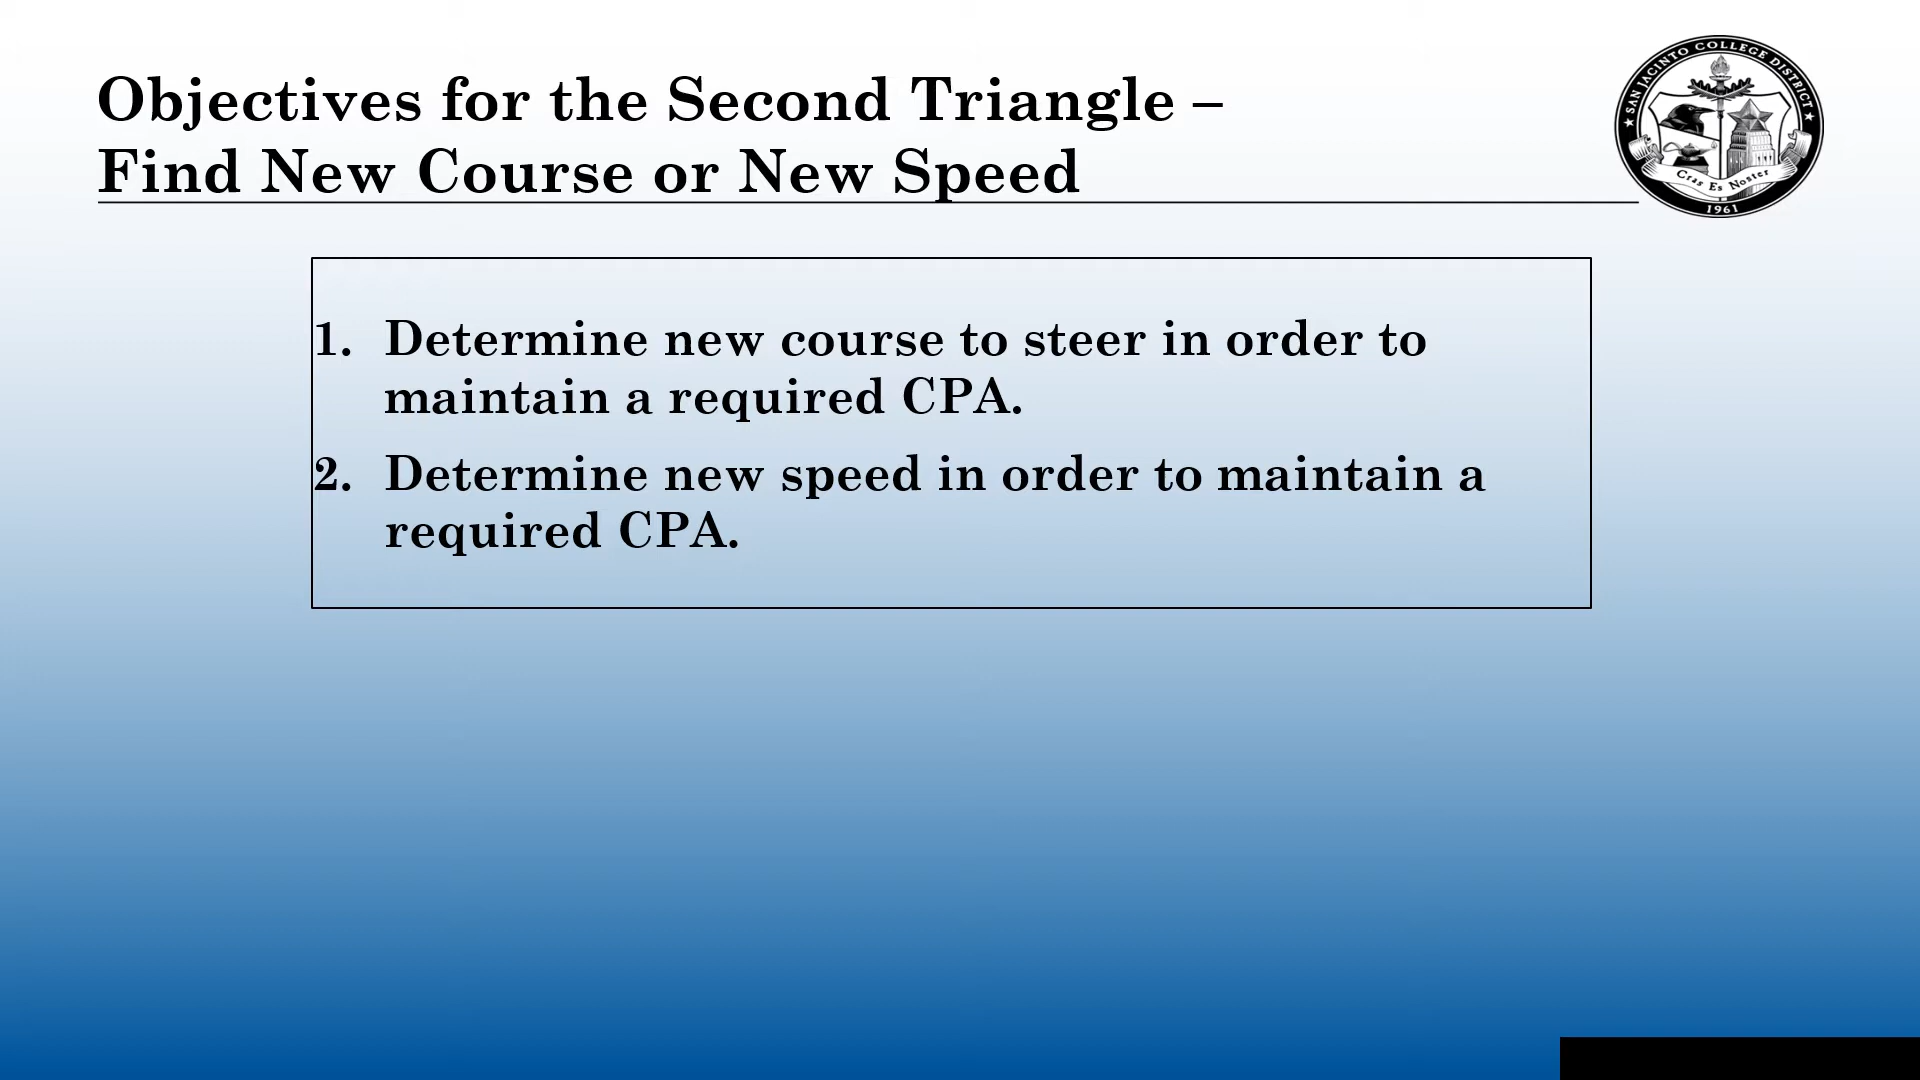 Objectives for the Second Triangle –
Find New Course or New Speed
SAN JACINTO COLLEGE DISTRICT
Cras Es Noster
1961
1. Determine new course to steer in order to
maintain a required CPA.
2. Determine new speed in order to maintain a
required CPA.